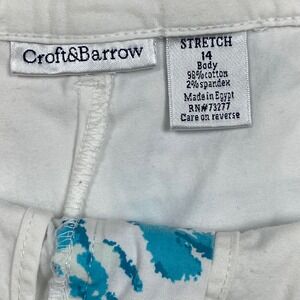 Croft&Barrow
STRETCH
14
Body
98%cotton
2%spandex
Made in Egypt
RN#73277
Care on reverse